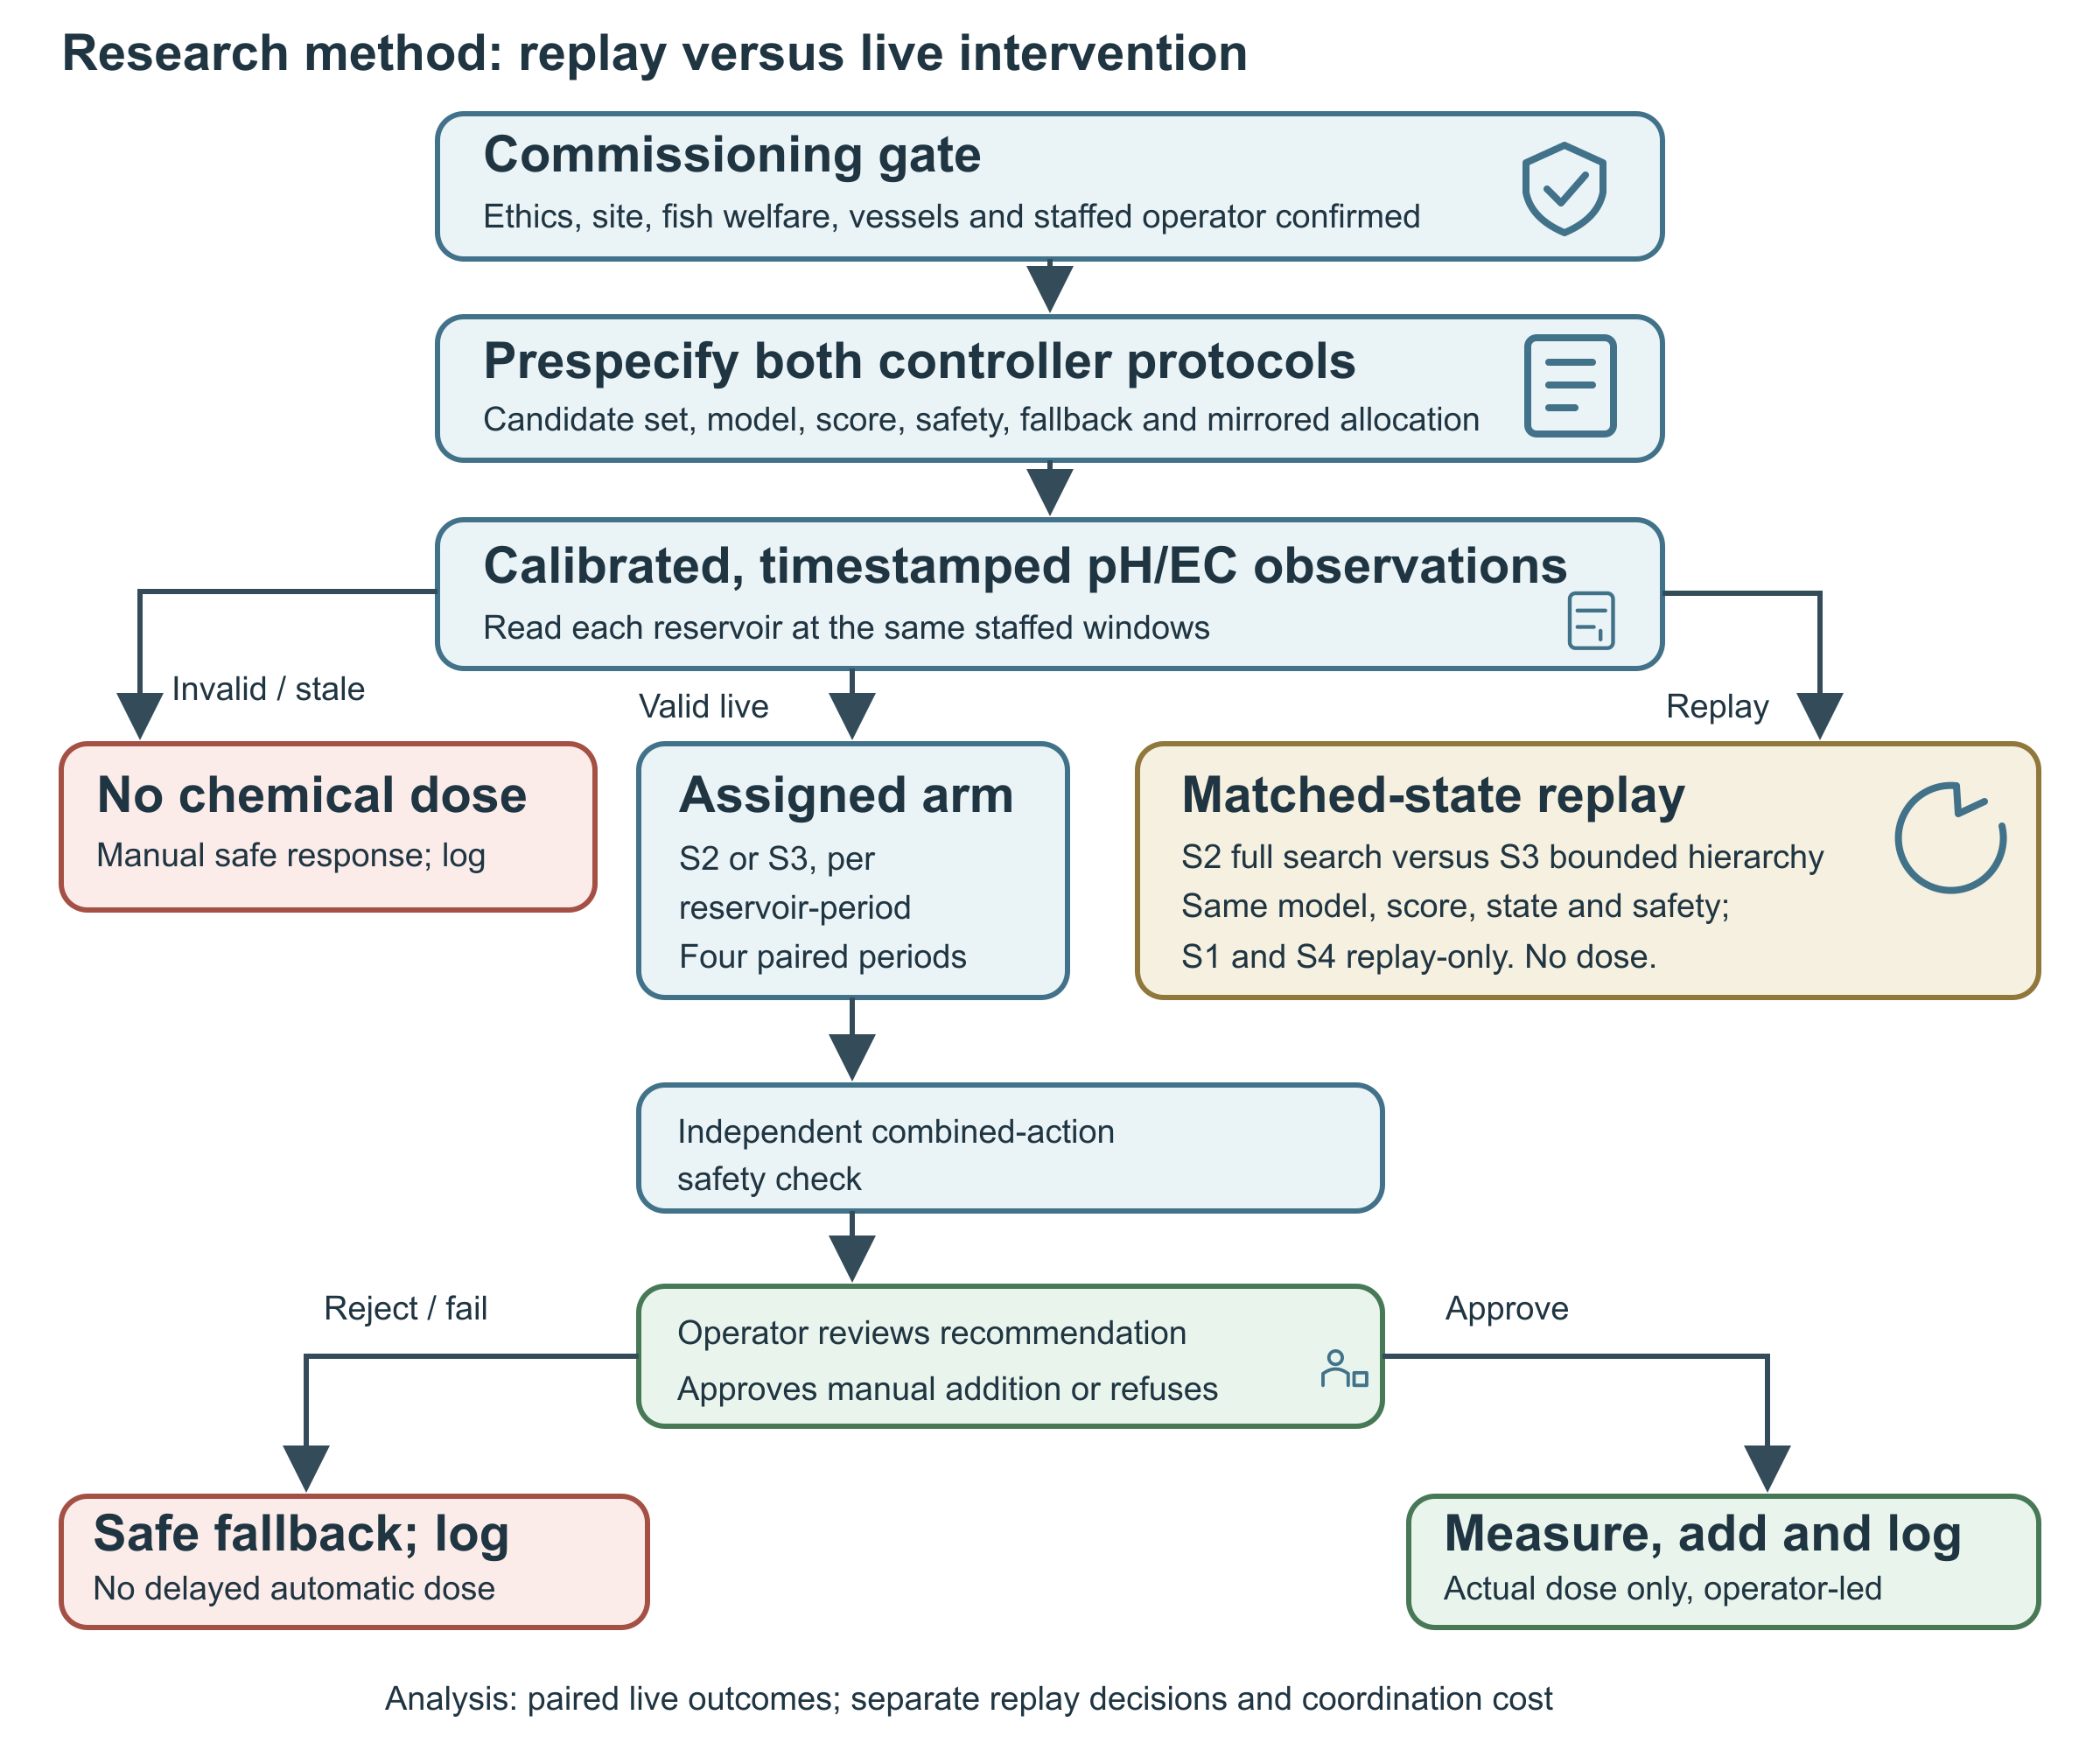 Research method: replay versus live intervention
Commissioning gate
Ethics, site, fish welfare, vessels and staffed operator confirmed
Prespecify both controller protocols
Candidate set, model, score, safety, fallback and mirrored allocation
Calibrated, timestamped pH/EC observations
Read each reservoir at the same staffed windows
Invalid / stale
Valid live
Replay
No chemical dose
Manual safe response; log
Assigned arm
S2 or S3, per
reservoir-period
Four paired periods
Matched-state replay
S2 full search versus S3 bounded hierarchy
Same model, score, state and safety;
S1 and S4 replay-only. No dose.
Independent combined-action
safety check
Reject / fail
Operator reviews recommendation
Approves manual addition or refuses
Approve
Safe fallback; log
No delayed automatic dose
Measure, add and log
Actual dose only, operator-led
Analysis: paired live outcomes; separate replay decisions and coordination cost